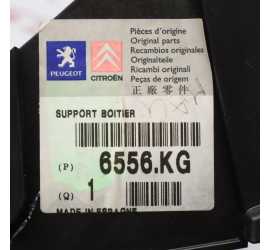 Pièces d'origine
Original parts
Recambios originales
Originalteile
Ricambi originali
Peças de origem
正廠零件
PEUGEOT
CITROËN
SUPPORT BOITIER
(P) 6556.KG
(Q) 1
MADE IN ESPAGNE